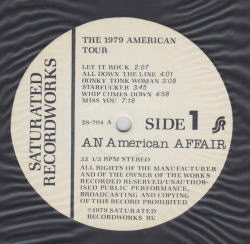 THE 1979 AMERICAN
TOUR
LET IT ROCK 2:07
ALL DOWN THE LINE 4:01
HONKY TONK WOMAN 3:09
STARFUCKER 3:45
WHIP COMES DOWN 4:58
MISS YOU 7:18
SATURATED
RECORDWORKS
2S-704 A
SIDE 1
AN American AFFAIR
33 1/3 RPM STEREO
ALL RIGHTS OF THE MANUFACTURER
AND OF THE OWNER OF THE WORKS
RECORDED RESERVED/UNAUTHOR-
ISED PUBLIC PERFORMANCE,
BROADCASTING AND COPYING
OF THIS RECORD PROHIBITED
©1979 SATURATED
RECORDWORKS BX